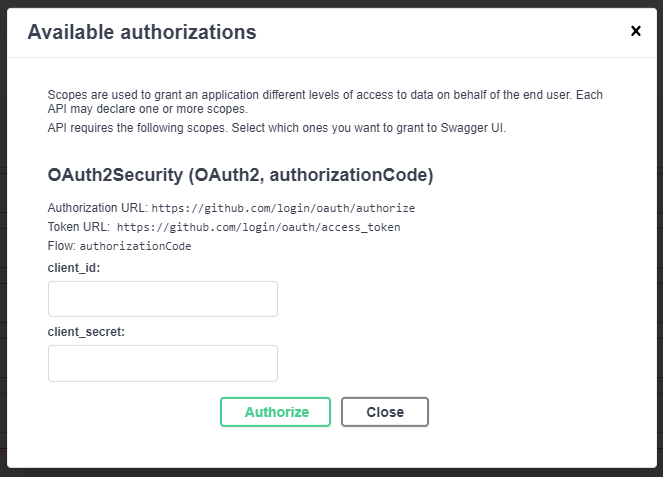 Available authorizations
Scopes are used to grant an application different levels of access to data on behalf of the end user. Each
API may declare one or more scopes.
API requires the following scopes. Select which ones you want to grant to Swagger UI.
OAuth2Security (OAuth2, authorizationCode)
Authorization URL: https://github.com/login/oauth/authorize
Token URL: https://github.com/login/oauth/access_token
Flow: authorizationCode
client_id:
client_secret:
Authorize
Close